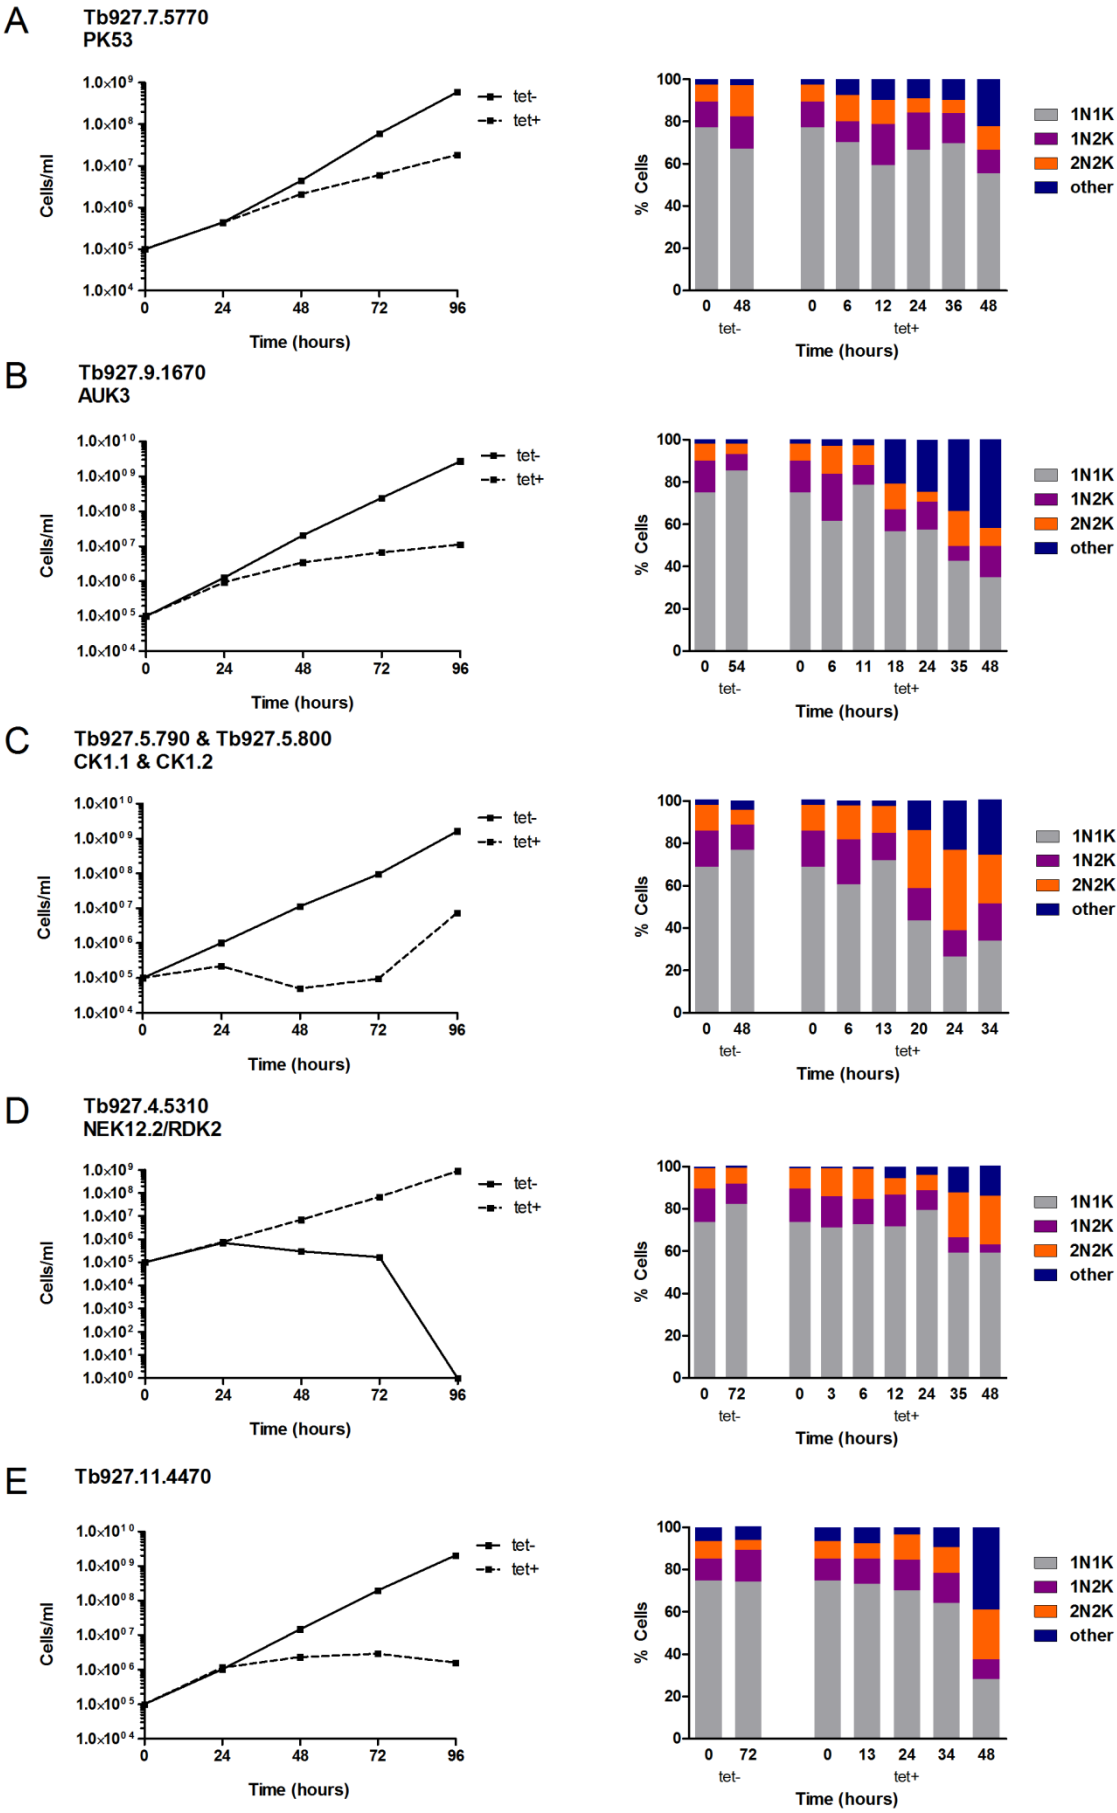 A
Tb927.7.5770
PK53
1.0×10⁹
1.0×10⁸
1.0×10⁷
1.0×10⁶
1.0×10⁵
1.0×10⁴
Cells/ml
0 24 48 72 96
Time (hours)
tet-
tet+
100
80
60
40
20
0
% Cells
0 48 0 6 12 24 36 48
tet- tet+
Time (hours)
1N1K
1N2K
2N2K
other
B
Tb927.9.1670
AUK3
1.0×10¹⁰
1.0×10⁰⁹
1.0×10⁰⁸
1.0×10⁰⁷
1.0×10⁰⁶
1.0×10⁰⁵
1.0×10⁰⁴
Cells/ml
0 24 48 72 96
Time (hours)
tet-
tet+
100
80
60
40
20
0
% Cells
0 54 0 6 11 18 24 35 48
tet- tet+
Time (hours)
1N1K
1N2K
2N2K
other
C
Tb927.5.790 & Tb927.5.800
CK1.1 & CK1.2
1.0×10¹⁰
1.0×10⁰⁹
1.0×10⁰⁸
1.0×10⁰⁷
1.0×10⁰⁶
1.0×10⁰⁵
1.0×10⁰⁴
Cells/ml
0 24 48 72 96
Time (hours)
tet-
tet+
100
80
60
40
20
0
% Cells
0 48 0 6 13 20 24 34
tet- tet+
Time (hours)
1N1K
1N2K
2N2K
other
D
Tb927.4.5310
NEK12.2/RDK2
1.0×10⁹
1.0×10⁸
1.0×10⁷
1.0×10⁶
1.0×10⁵
1.0×10⁴
1.0×10³
1.0×10²
1.0×10¹
1.0×10⁰
Cells/ml
0 24 48 72 96
Time (hours)
tet-
tet+
100
80
60
40
20
0
% Cells
0 72 0 3 6 12 24 35 48
tet- tet+
Time (hours)
1N1K
1N2K
2N2K
other
E
Tb927.11.4470
1.0×10¹⁰
1.0×10⁰⁹
1.0×10⁰⁸
1.0×10⁰⁷
1.0×10⁰⁶
1.0×10⁰⁵
1.0×10⁰⁴
Cells/ml
0 24 48 72 96
Time (hours)
tet-
tet+
100
80
60
40
20
0
% Cells
0 72 0 13 24 34 48
tet- tet+
Time (hours)
1N1K
1N2K
2N2K
other